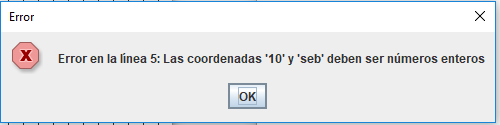 Error
Error en la línea 5: Las coordenadas '10' y 'seb' deben ser números enteros
OK